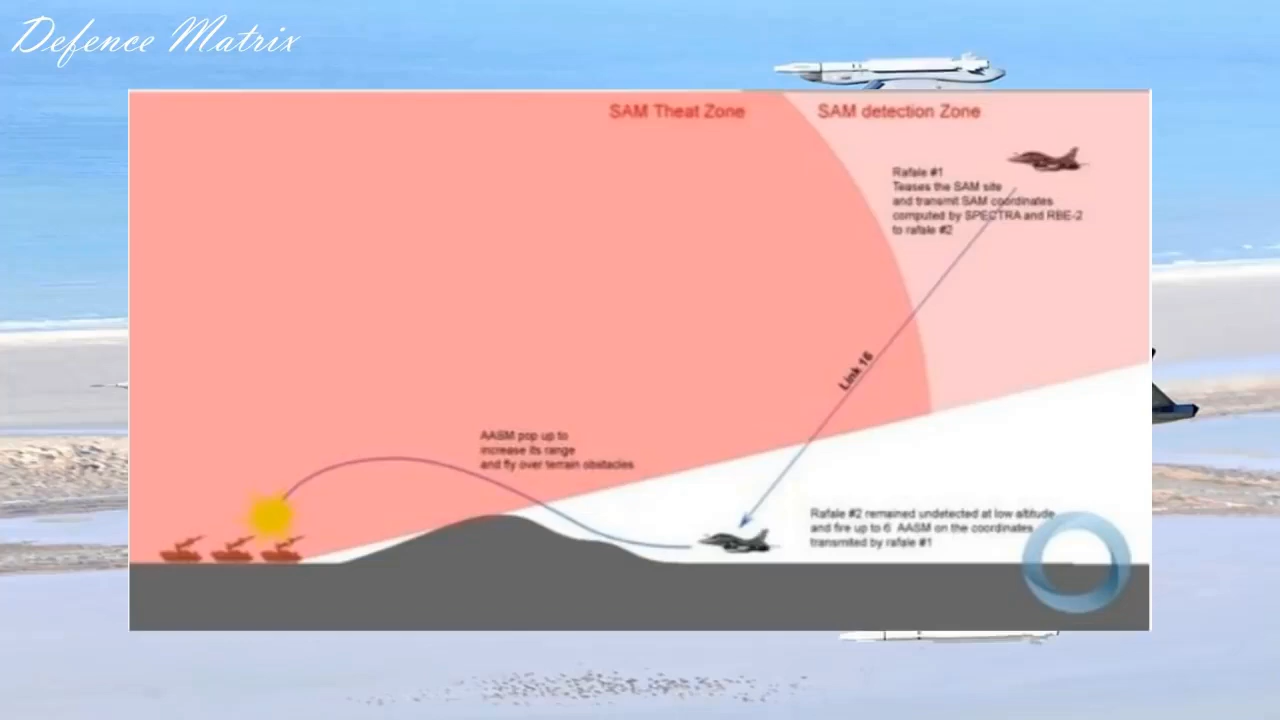 Defence Matrix
SAM Theat Zone
SAM detection Zone
Rafale #1
Teases the SAM site
and transmit SAM coordinates
computed by SPECTRA and RBE-2
to rafale #2
Link 16
AASM pop up to
increase its range
and fly over terrain obstacles
Rafale #2 remained undetected at low altitude
and fire up to 6 AASM on the coordinates
transmited by rafale #1